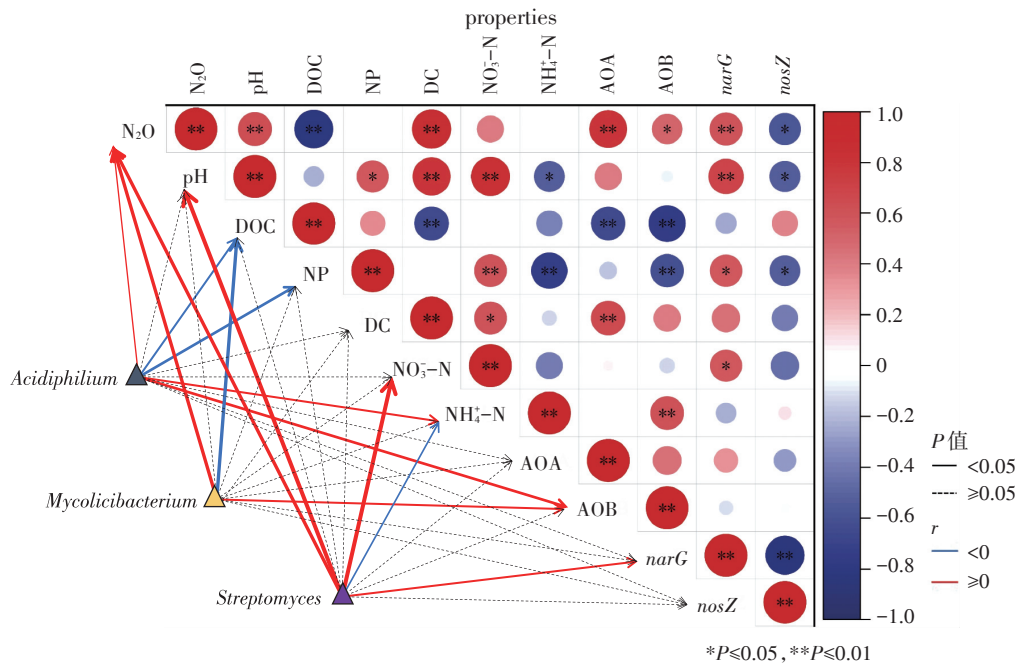 properties
N₂O pH DOC NP DC NO₃⁻-N NH₄⁺-N AOA AOB narG nosZ
N₂O ** ** ** ** ** * ** *
pH ** * ** ** * ** *
DOC ** ** ** **
NP ** ** ** ** * *
DC ** * **
NO₃⁻-N ** *
NH₄⁺-N ** **
AOA **
AOB **
narG ** **
nosZ **
Acidiphilium
Mycolicibacterium
Streptomyces
1.0
0.8
0.6
0.4
0.2
0
-0.2
-0.4
-0.6
-0.8
-1.0
P值
<0.05
≥0.05
r
<0
≥0
*P≤0.05,**P≤0.01